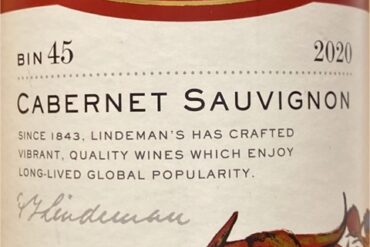 BIN 45 2020
CABERNET SAUVIGNON
SINCE 1843, LINDEMAN'S HAS CRAFTED
VIBRANT, QUALITY WINES WHICH ENJOY
LONG-LIVED GLOBAL POPULARITY.
Lindeman